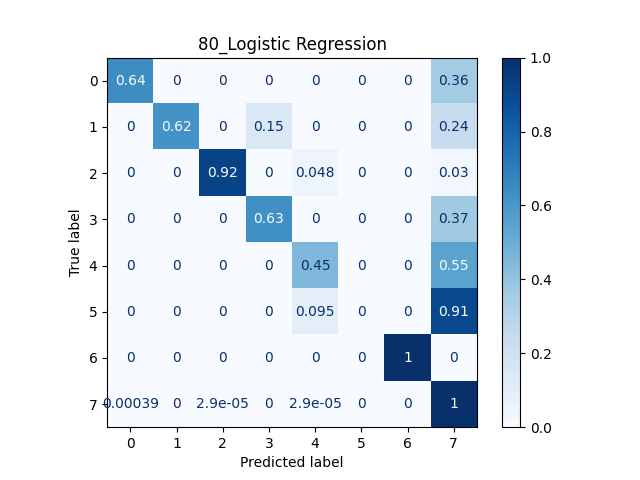 80_Logistic Regression
0 0.64 0 0 0 0 0 0 0.36
1 0 0.62 0 0.15 0 0 0 0.24
2 0 0 0.92 0 0.048 0 0 0.03
3 0 0 0 0.63 0 0 0 0.37
4 0 0 0 0 0.45 0 0 0.55
5 0 0 0 0 0.095 0 0 0.91
6 0 0 0 0 0 0 1 0
7 0.00039 0 2.9e-05 0 2.9e-05 0 0 1
0 1 2 3 4 5 6 7
Predicted label
True label
1.0
0.8
0.6
0.4
0.2
0.0